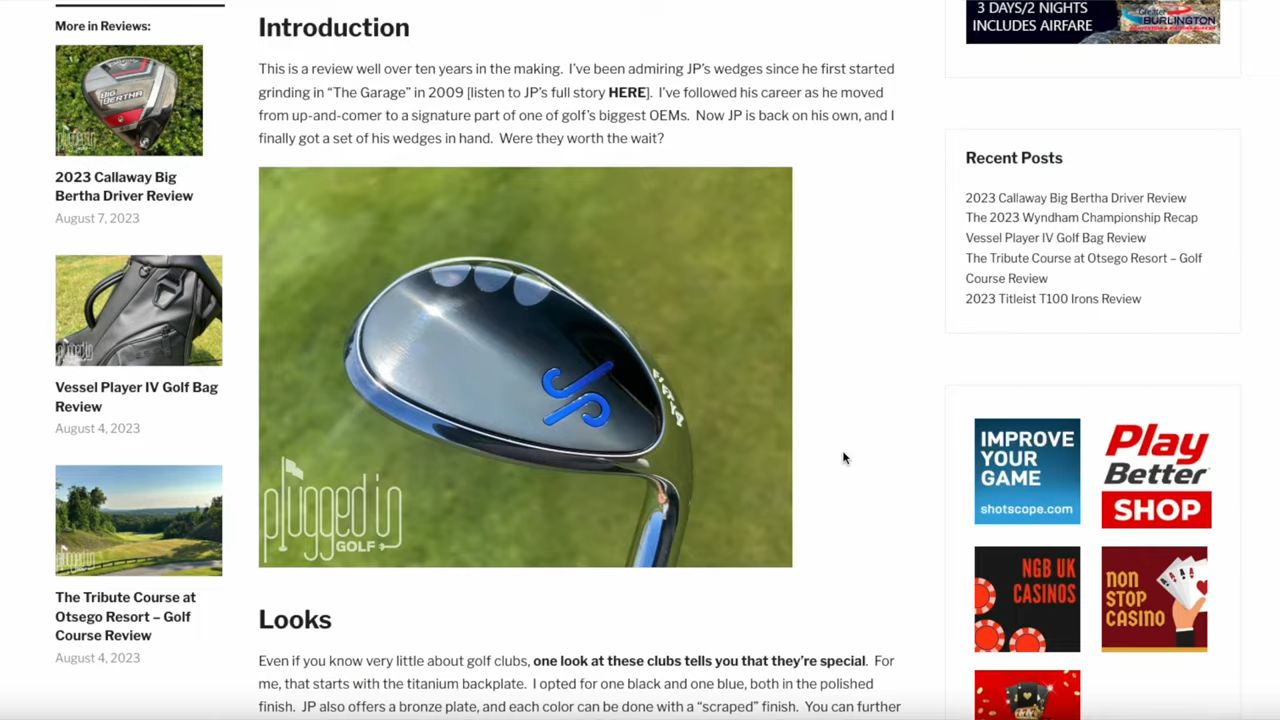 More in Reviews:
BIG BERTHA
plugged in
2023 Callaway Big
Bertha Driver Review
August 7, 2023
plugged in
Vessel Player IV Golf Bag
Review
August 4, 2023
The Tribute Course at
Otsego Resort – Golf
Course Review
August 4, 2023
Introduction
This is a review well over ten years in the making. I’ve been admiring JP’s wedges since he first started
grinding in “The Garage” in 2009 [listen to JP’s full story HERE]. I’ve followed his career as he moved
from up-and-comer to a signature part of one of golf’s biggest OEMs. Now JP is back on his own, and I
finally got a set of his wedges in hand. Were they worth the wait?
JP
plugged in
GOLF
Looks
Even if you know very little about golf clubs, one look at these clubs tells you that they’re special. For
me, that starts with the titanium backplate. I opted for one black and one blue, both in the polished
finish. JP also offers a bronze plate, and each color can be done with a “scraped” finish. You can further
3 DAYS/2 NIGHTS
INCLUDES AIRFARE
Greater
BURLINGTON
Recent Posts
2023 Callaway Big Bertha Driver Review
The 2023 Wyndham Championship Recap
Vessel Player IV Golf Bag Review
The Tribute Course at Otsego Resort – Golf
Course Review
2023 Titleist T100 Irons Review
IMPROVE
YOUR
GAME
shotscope.com
Play
Better
SHOP
NGB UK
CASINOS
NON
STOP
CASINO